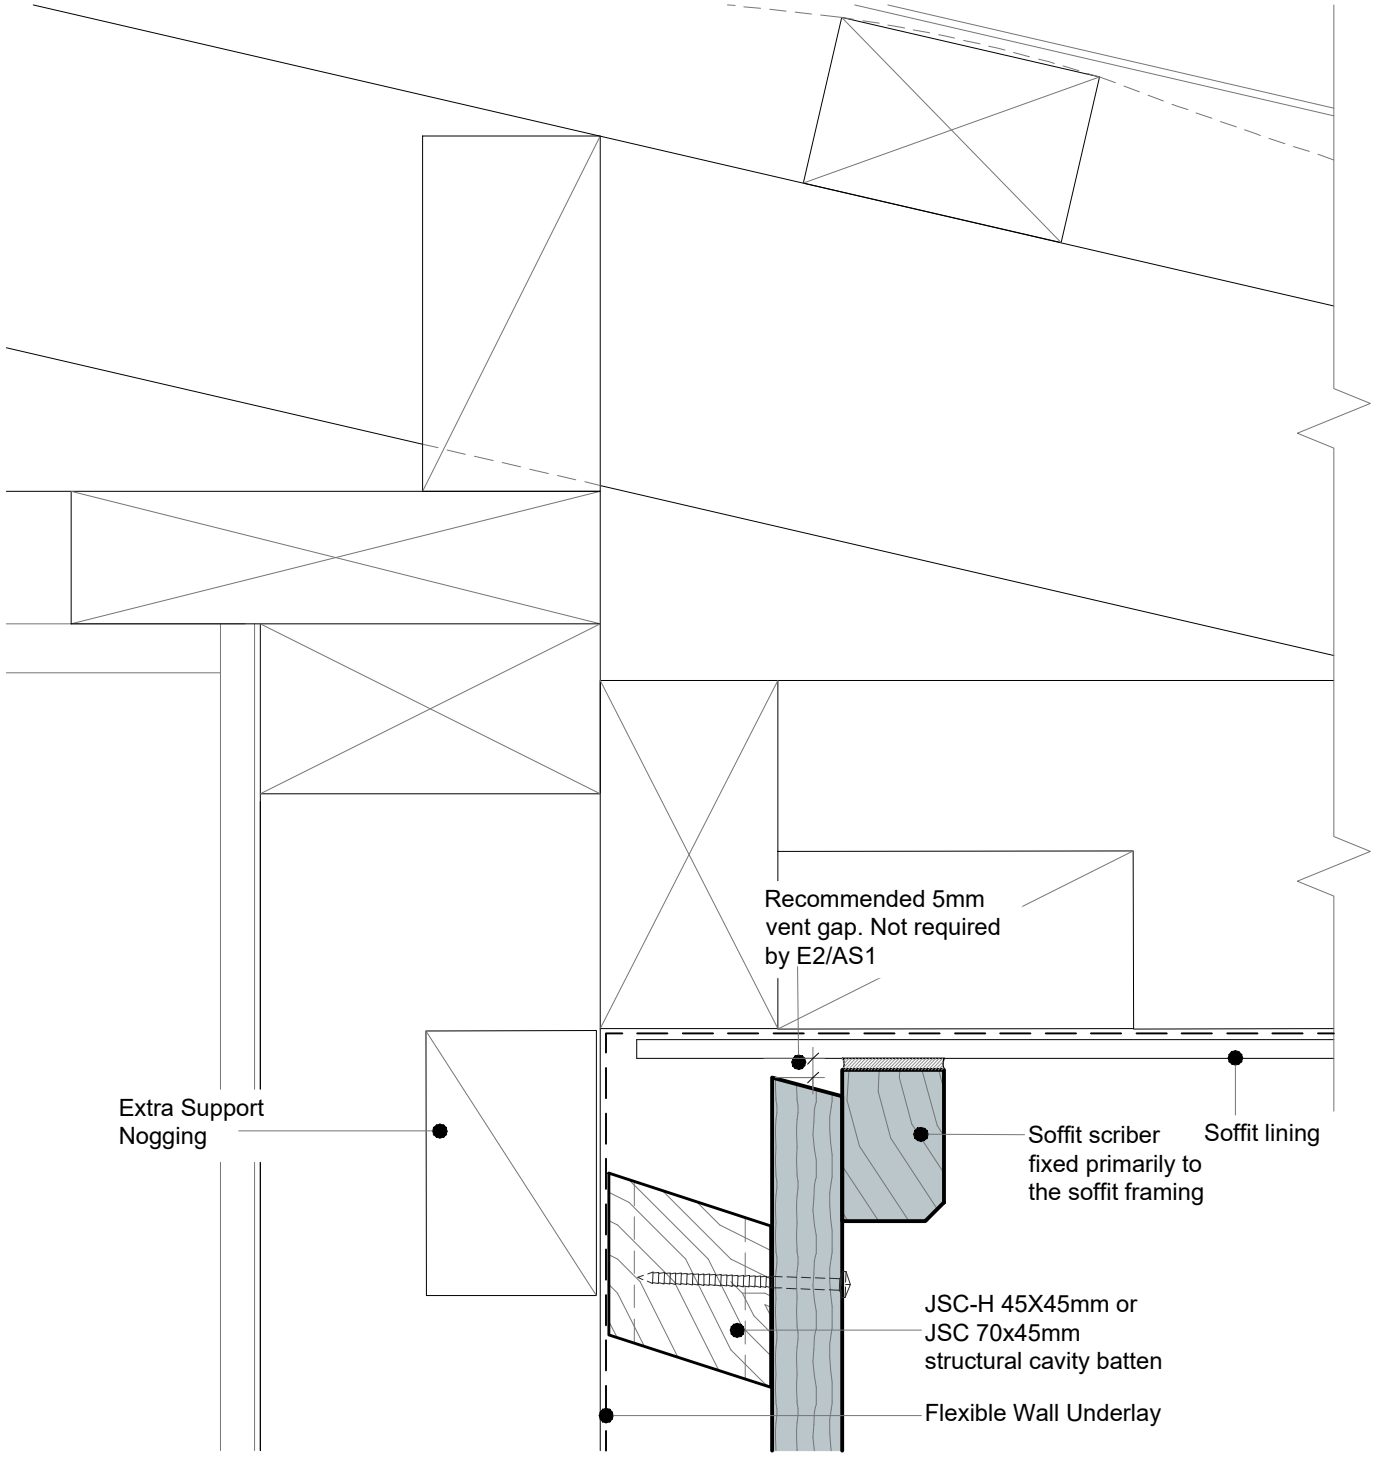 Recommended 5mm
vent gap. Not required
by E2/AS1
Extra Support
Nogging
Soffit scriber
fixed primarily to
the soffit framing
Soffit lining
JSC-H 45X45mm or
JSC 70x45mm
structural cavity batten
Flexible Wall Underlay